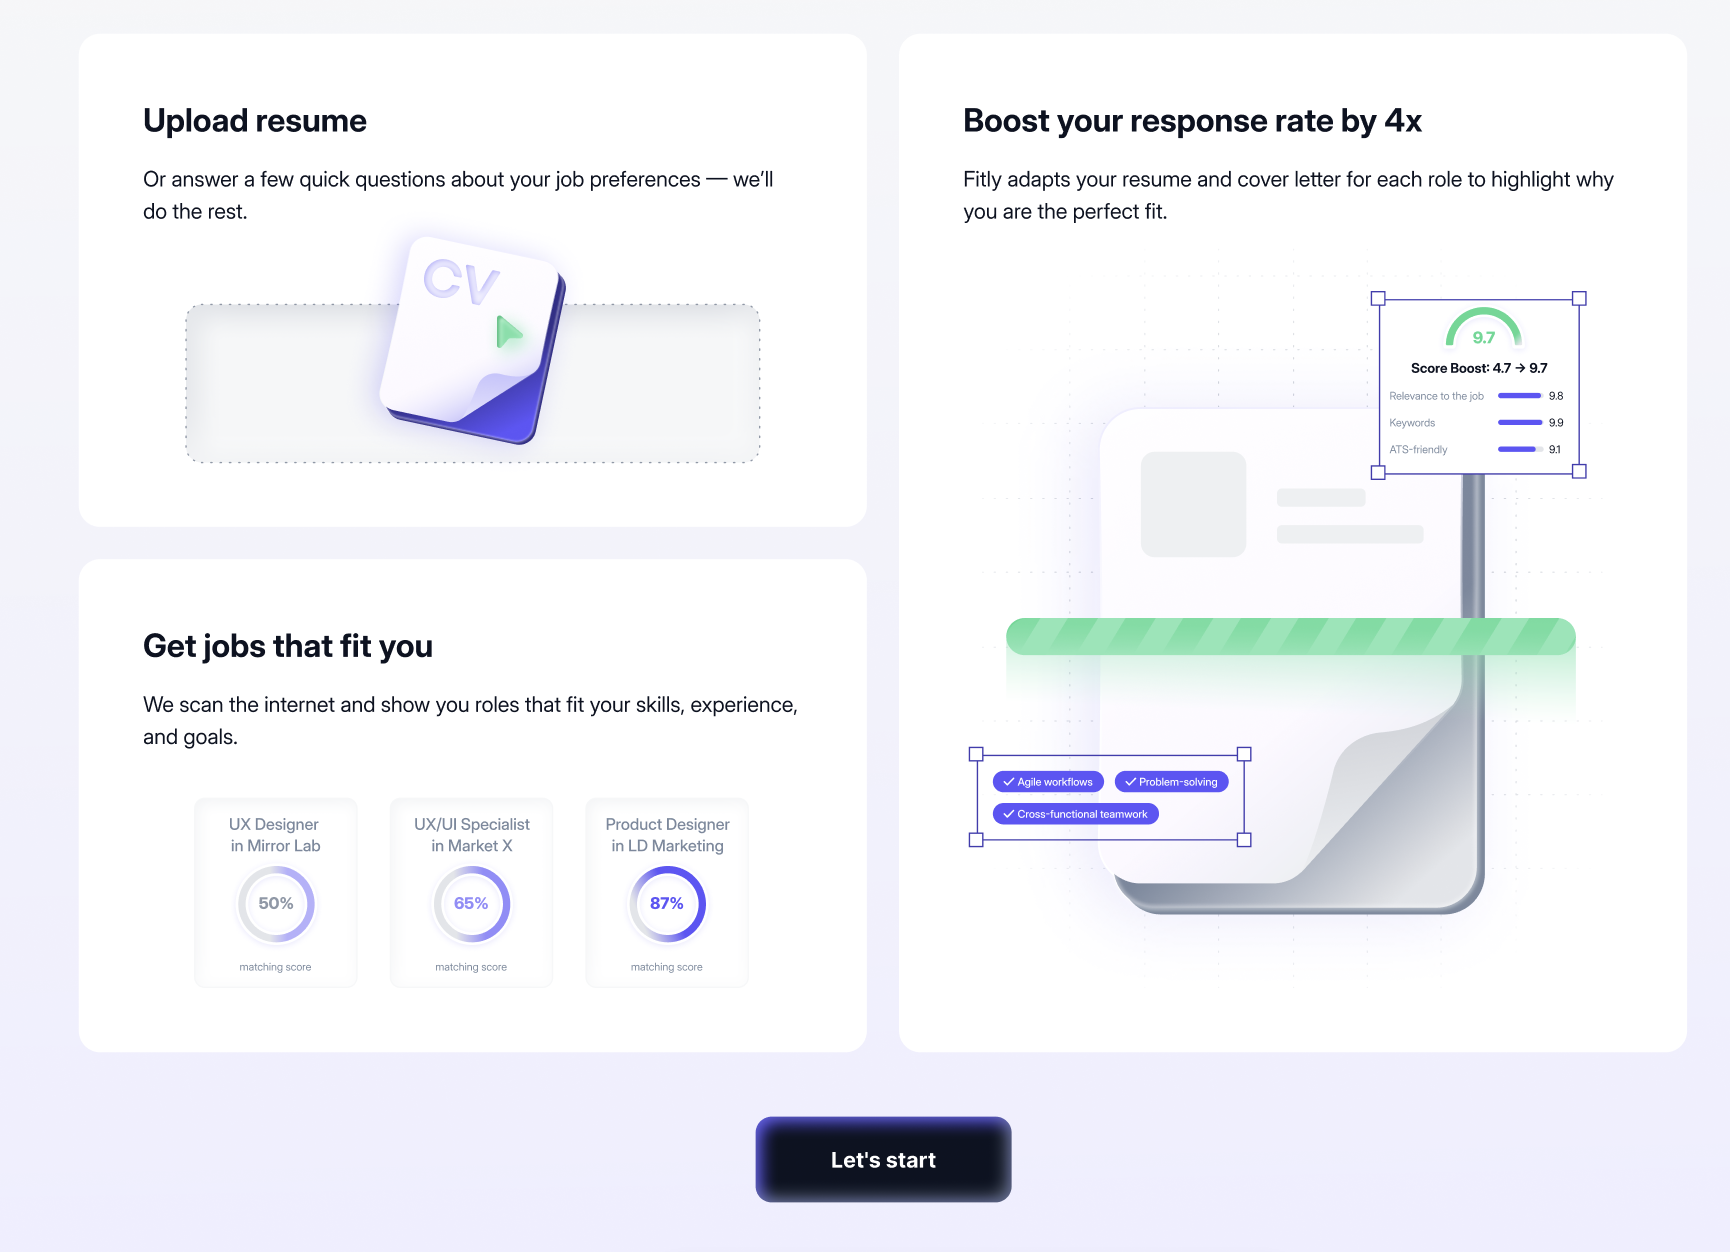 Upload resume
Or answer a few quick questions about your job preferences — we’ll
do the rest.
CV
Get jobs that fit you
We scan the internet and show you roles that fit your skills, experience,
and goals.
UX Designer
in Mirror Lab
50%
matching score
UX/UI Specialist
in Market X
65%
matching score
Product Designer
in LD Marketing
87%
matching score
Boost your response rate by 4x
Fitly adapts your resume and cover letter for each role to highlight why
you are the perfect fit.
9.7
Score Boost: 4.7 → 9.7
Relevance to the job 9.8
Keywords 9.9
ATS-friendly 9.1
Agile workflows Problem-solving
Cross-functional teamwork
Let's start